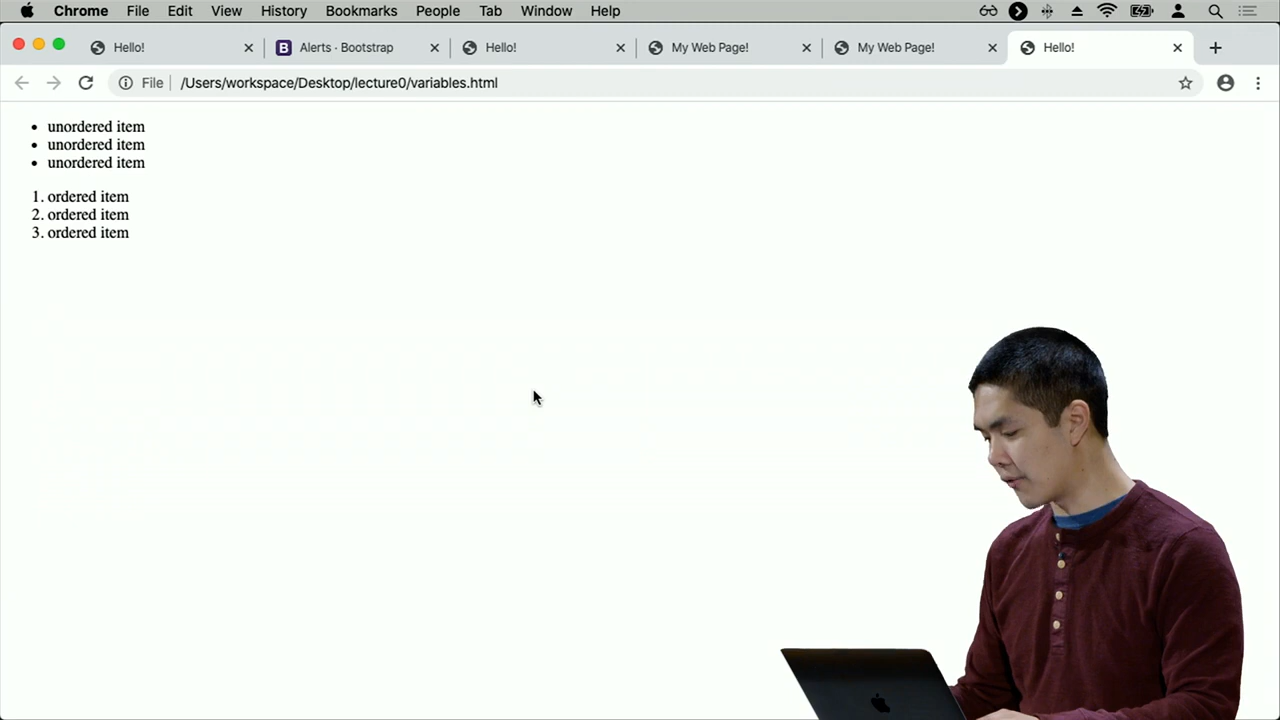 Chrome File Edit View History Bookmarks People Tab Window Help
Hello! B Alerts · Bootstrap Hello! My Web Page! My Web Page! Hello!
File /Users/workspace/Desktop/lecture0/variables.html
• unordered item
• unordered item
• unordered item
1. ordered item
2. ordered item
3. ordered item